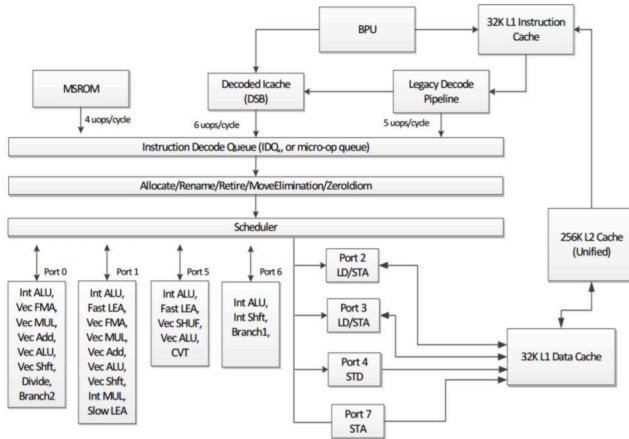 BPU
32K L1 Instruction
Cache
MSROM
Decoded Icache
(DSB)
Legacy Decode
Pipeline
4 uops/cycle
6 uops/cycle
5 uops/cycle
Instruction Decode Queue (IDQ,, or micro-op queue)
Allocate/Rename/Retire/MoveElimination/ZeroIdiom
Scheduler
256K L2 Cache
(Unified)
Port 0
Int ALU,
Vec FMA,
Vec MUL,
Vec Add,
Vec ALU,
Vec Shft,
Divide,
Branch2
Port 1
Int ALU,
Fast LEA,
Vec FMA,
Vec MUL,
Vec Add,
Vec ALU,
Vec Shft,
Int MUL,
Slow LEA
Port 5
Int ALU,
Fast LEA,
Vec SHUF,
Vec ALU,
CVT
Port 6
Int ALU,
Int Shft,
Branch1,
Port 2
LD/STA
Port 3
LD/STA
Port 4
STD
Port 7
STA
32K L1 Data Cache